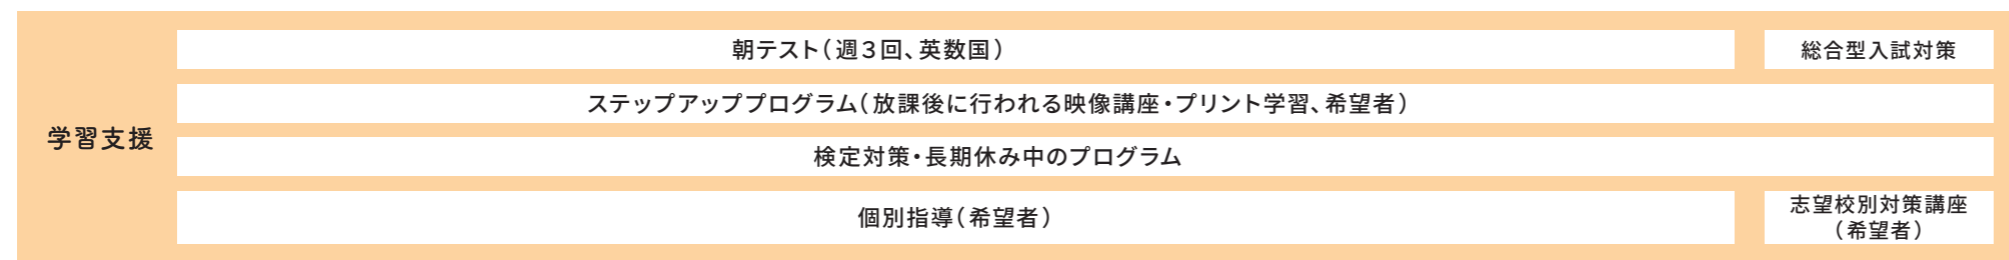 学習支援
朝テスト（週３回、英数国）
総合型入試対策
ステップアッププログラム（放課後に行われる映像講座・プリント学習、希望者）
検定対策・長期休み中のプログラム
個別指導（希望者）
志望校別対策講座
（希望者）